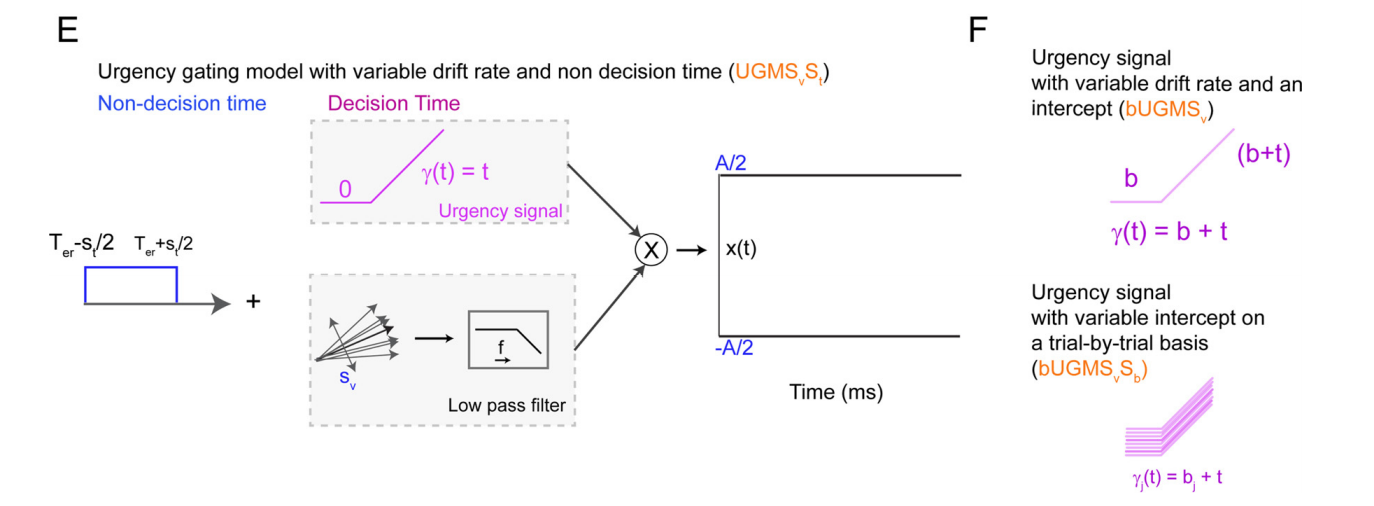 E
Urgency gating model with variable drift rate and non decision time (UGMSᵥSₜ)
Non-decision time
Decision Time
0
γ(t) = t
Urgency signal
Tₑᵣ-sₜ/2 Tₑᵣ+sₜ/2
+
sᵥ
f
Low pass filter
X
A/2
x(t)
-A/2
Time (ms)
F
Urgency signal
with variable drift rate and an
intercept (bUGMSᵥ)
b
(b+t)
γ(t) = b + t
Urgency signal
with variable intercept on
a trial-by-trial basis
(bUGMSᵥS_b)
γⱼ(t) = bⱼ + t